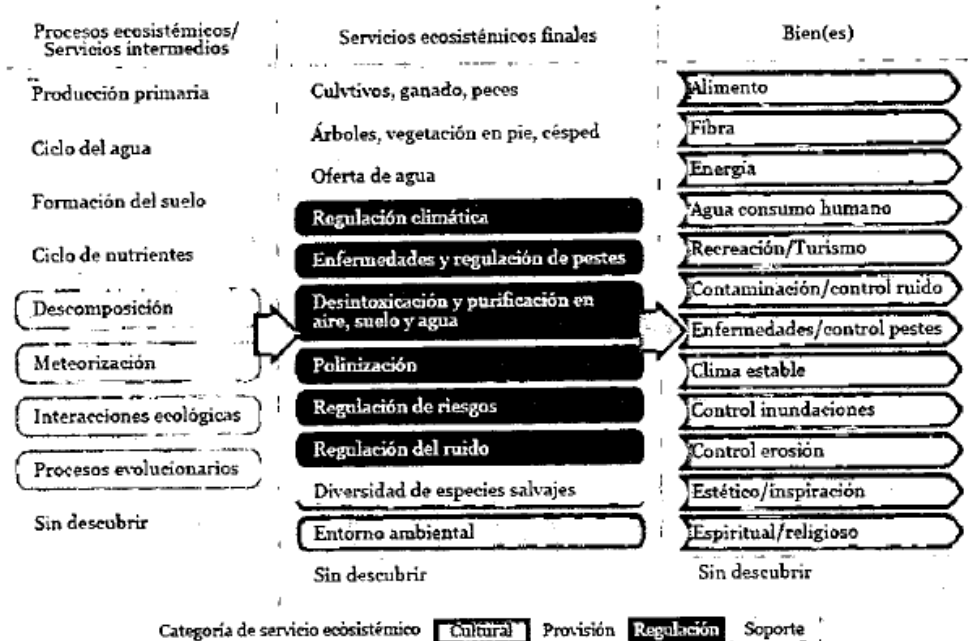 Procesos ecosistémicos/
Servicios intermedios
Producción primaria
Ciclo del agua
Formación del suelo
Ciclo de nutrientes
Descomposición
Meteorización
Interacciones ecológicas
Procesos evolucionarios
Sin descubrir
Servicios ecosistémicos finales
Culvtivos, ganado, peces
Árboles, vegetación en pie, césped
Oferta de agua
Regulación climática
Enfermedades y regulación de pestes
Desintoxicación y purificación en
aire, suelo y agua
Polinización
Regulación de riesgos
Regulación del ruido
Diversidad de especies salvajes
Entorno ambiental
Sin descubrir
Bien(es)
Alimento
Fibra
Energía
Agua consumo humano
Recreación/Turismo
Contaminación/control ruido
Enfermedades/control pestes
Clima estable
Control inundaciones
Control erosión
Estético/inspiración
Espiritual/religioso
Sin descubrir
Categoría de servicio ecosistémico Cultural Provisión Regulación Soporte